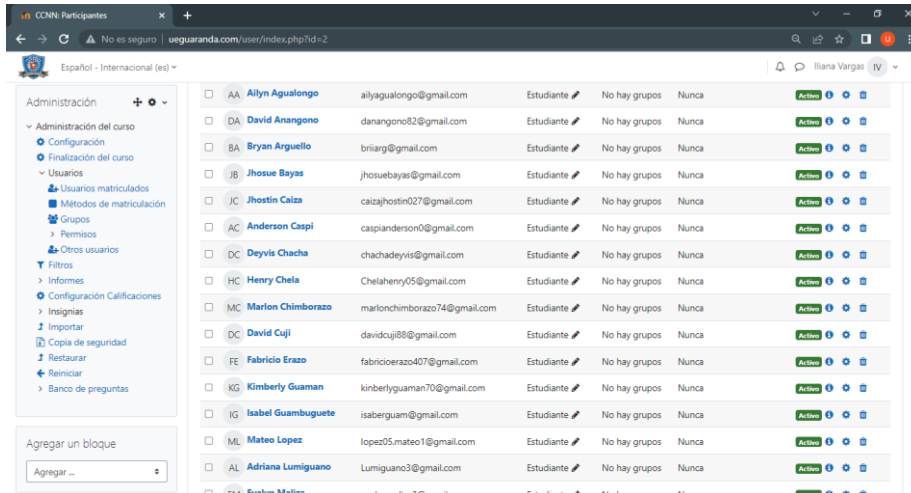 CCNN: Participantes
No es seguro | ueguaranda.com/user/index.php?id=2
U
Español - Internacional (es)
Iliana Vargas IV
Administración
Administración del curso
Configuración
Finalización del curso
Usuarios
Usuarios matriculados
Métodos de matriculación
Grupos
Permisos
Otros usuarios
Filtros
Informes
Configuración Calificaciones
Insignias
Importar
Copia de seguridad
Restaurar
Reiniciar
Banco de preguntas
Agregar un bloque
Agregar ...
AA Ailyn Agualongo ailyagualongo@gmail.com Estudiante No hay grupos Nunca Activo
DA David Anangono danangono82@gmail.com Estudiante No hay grupos Nunca Activo
BA Bryan Arguello briiarg@gmail.com Estudiante No hay grupos Nunca Activo
JB Jhosue Bayas jhosuebayas@gmail.com Estudiante No hay grupos Nunca Activo
JC Jhostin Caiza caizajhostin027@gmail.com Estudiante No hay grupos Nunca Activo
AC Anderson Caspi caspianderson0@gmail.com Estudiante No hay grupos Nunca Activo
DC Deyvis Chacha chachadeyvis@gmail.com Estudiante No hay grupos Nunca Activo
HC Henry Chela Chelahenry05@gmail.com Estudiante No hay grupos Nunca Activo
MC Marlon Chimborazo marlonchimborazo74@gmail.com Estudiante No hay grupos Nunca Activo
DC David Cuji davidcuji88@gmail.com Estudiante No hay grupos Nunca Activo
FE Fabricio Erazo fabricioerazo407@gmail.com Estudiante No hay grupos Nunca Activo
KG Kimberly Guaman kinberlyguaman70@gmail.com Estudiante No hay grupos Nunca Activo
IG Isabel Guambuguete isaberguam@gmail.com Estudiante No hay grupos Nunca Activo
ML Mateo Lopez lopez05.mateo1@gmail.com Estudiante No hay grupos Nunca Activo
AL Adriana Lumiguano Lumiguano3@gmail.com Estudiante No hay grupos Nunca Activo